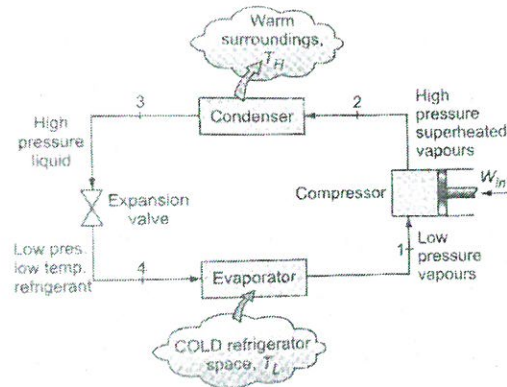 Warm
surroundings,
T_H
3
Condenser
2
High
pressure
liquid
High
pressure
superheated
vapours
Compressor
W_in
Expansion
valve
Low pres.
low temp.
refrigerant
4
Evaporator
1
Low
pressure
vapours
COLD refrigerator
space, T_L